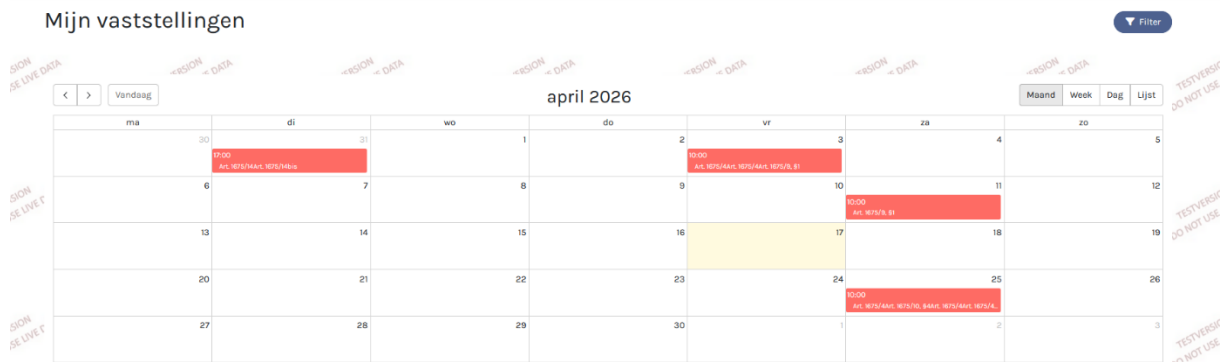 Mijn vaststellingen
Filter
TESTVERSION
DO NOT USE LIVE DATA
< > Vandaag
april 2026
Maand Week Dag Lijst
ma di wo do vr za zo
30 31 1 2 3 4 5
17:00
Art. 1675/14Art. 1675/14bis
10:00
Art. 1675/4Art. 1675/4Art. 1675/9, §1
6 7 8 9 10 11 12
10:00
Art. 1675/9, §1
13 14 15 16 17 18 19
20 21 22 23 24 25 26
10:00
Art. 1675/4Art. 1675/10, §4Art. 1675/4Art. 1675/4...
27 28 29 30 1 2 3